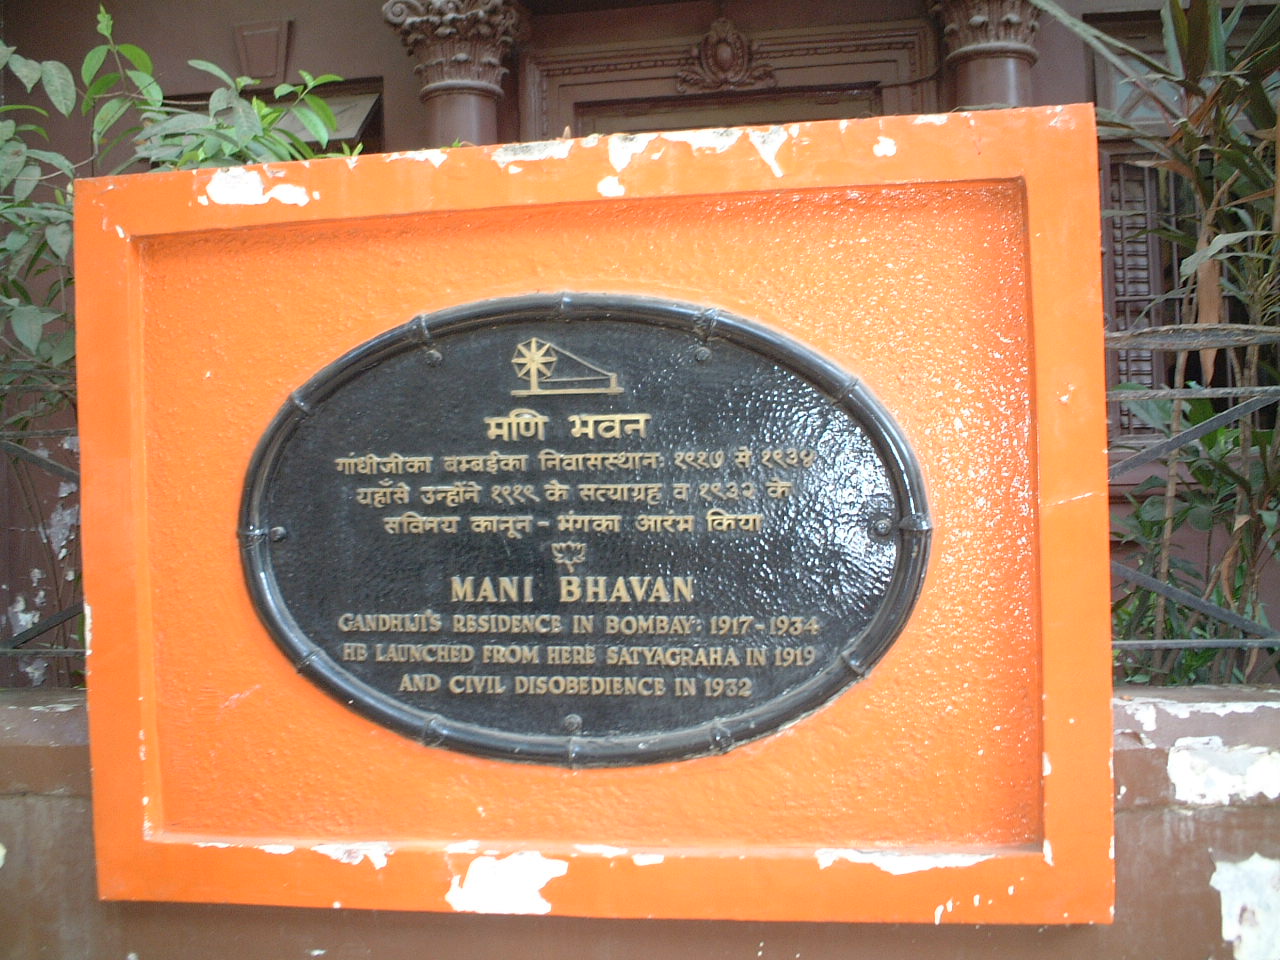 मणि भवन
गांधीजीका बम्बईका निवासस्थान १९१७ से १९३४
यहाँसे उन्होंने १९१९ के सत्याग्रह व १९३२ के
सविनय कानून - भंगका आरंभ किया
MANI BHAVAN
GANDHIJI'S RESIDENCE IN BOMBAY: 1917-1934
HE LAUNCHED FROM HERE SATYAGRAHA IN 1919
AND CIVIL DISOBEDIENCE IN 1932